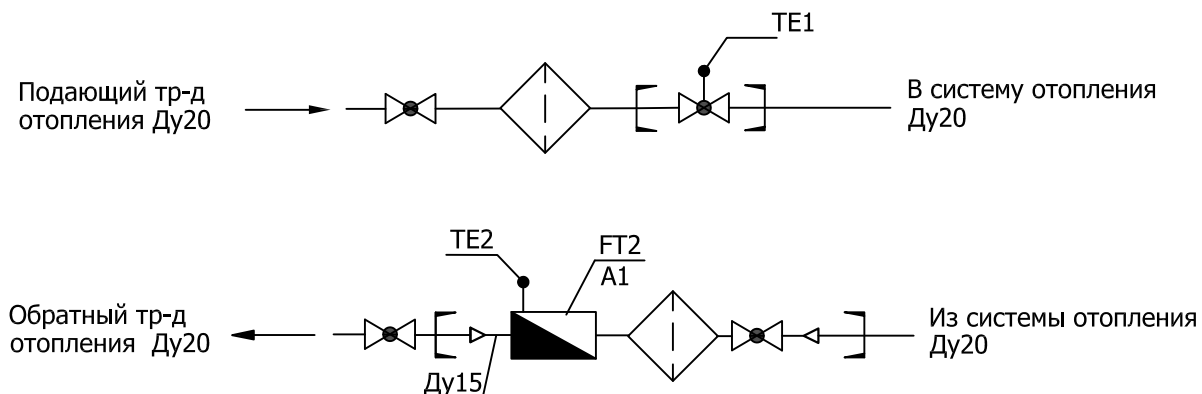 TE1
Подающий тр-д
отопления Ду20
В систему отопления
Ду20
TE2
FT2
A1
Обратный тр-д
отопления Ду20
Из системы отопления
Ду20
Ду15